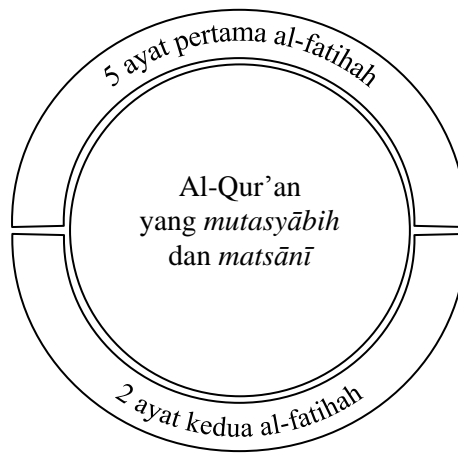 5 ayat pertama al-fatihah
Al-Qur’an
yang mutasyābih
dan matsānī
2 ayat kedua al-fatihah